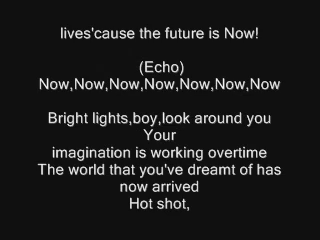 lives'cause the future is Now!
(Echo)
Now,Now,Now,Now,Now,Now,Now
Bright lights,boy,look around you
Your
imagination is working overtime
The world that you've dreamt of has
now arrived
Hot shot,